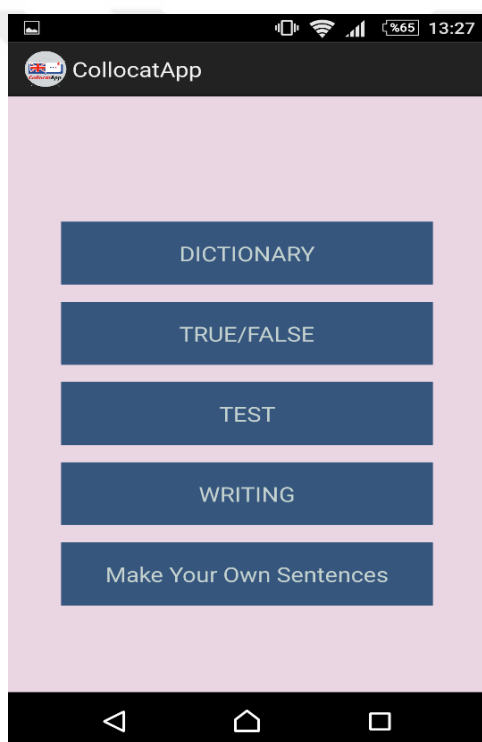 %65 13:27
CollocatApp
DICTIONARY
TRUE/FALSE
TEST
WRITING
Make Your Own Sentences